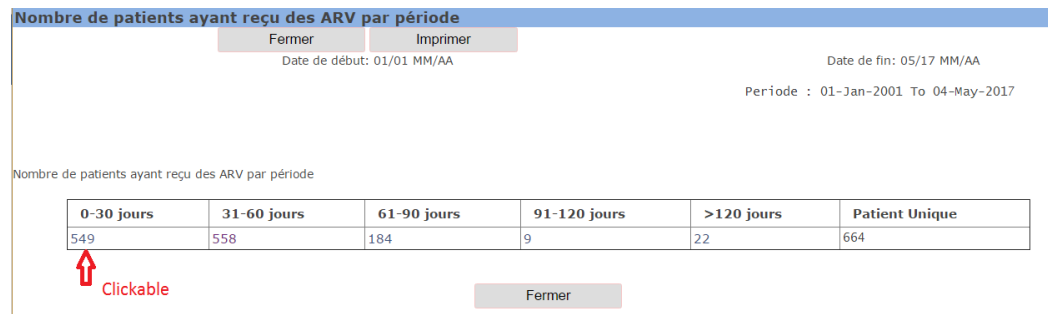 Nombre de patients ayant reçu des ARV par période
Fermer Imprimer
Date de début: 01/01 MM/AA Date de fin: 05/17 MM/AA
Periode : 01-Jan-2001 To 04-May-2017
Nombre de patients ayant reçu des ARV par période
0-30 jours 31-60 jours 61-90 jours 91-120 jours >120 jours Patient Unique
549 558 184 9 22 664
Clickable
Fermer